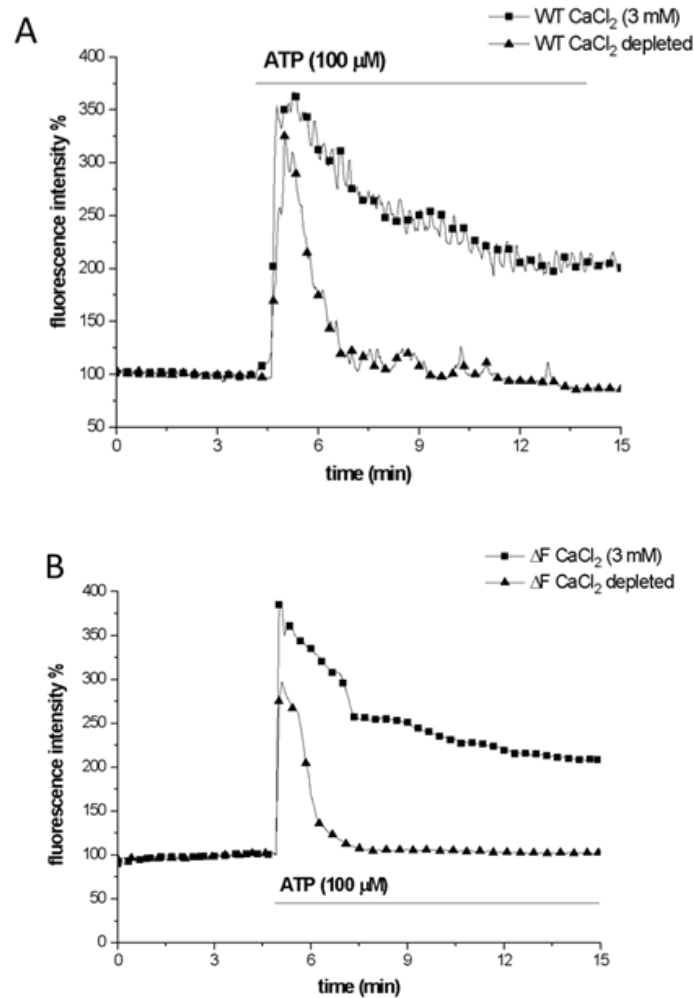 A
WT CaCl₂ (3 mM)
WT CaCl₂ depleted
ATP (100 µM)
400
350
300
250
200
150
100
50
fluorescence intensity %
0 3 6 9 12 15
time (min)
B
ΔF CaCl₂ (3 mM)
ΔF CaCl₂ depleted
400
350
300
250
200
150
100
50
0
fluorescence intensity %
ATP (100 µM)
0 3 6 9 12 15
time (min)